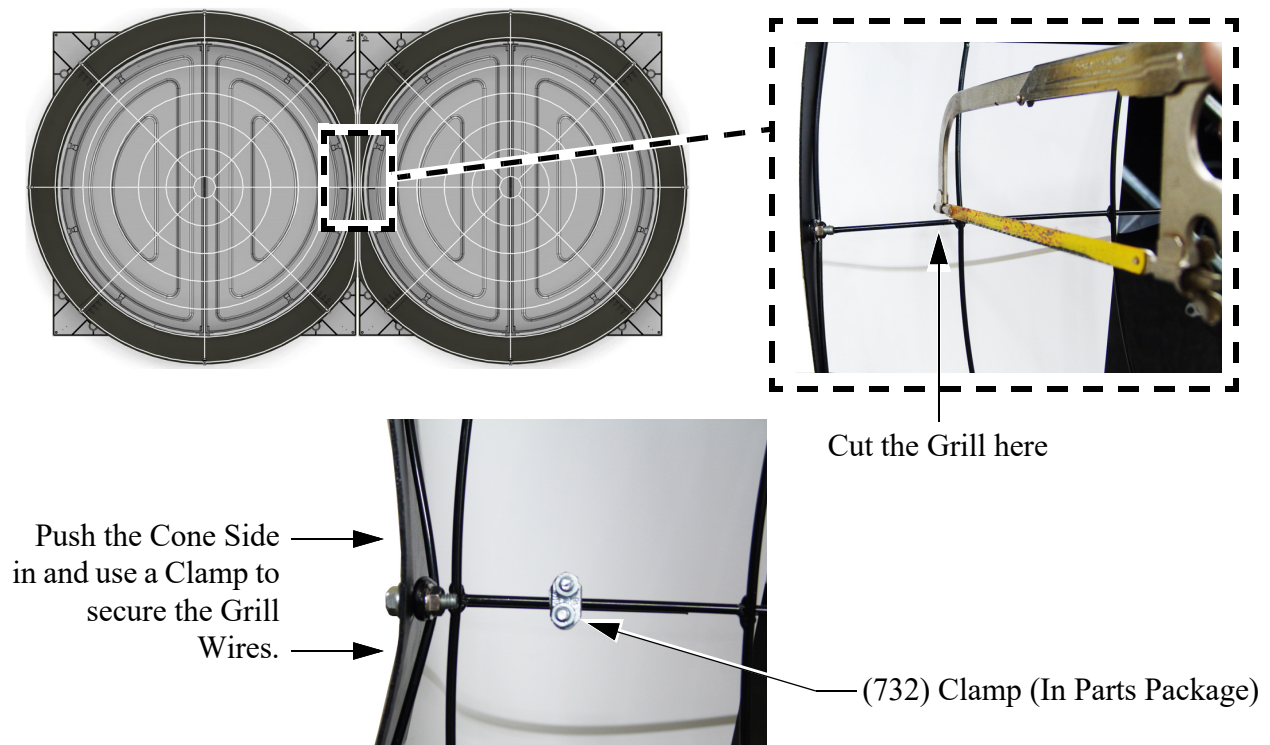 Cut the Grill here
Push the Cone Side
in and use a Clamp to
secure the Grill
Wires.
(732) Clamp (In Parts Package)